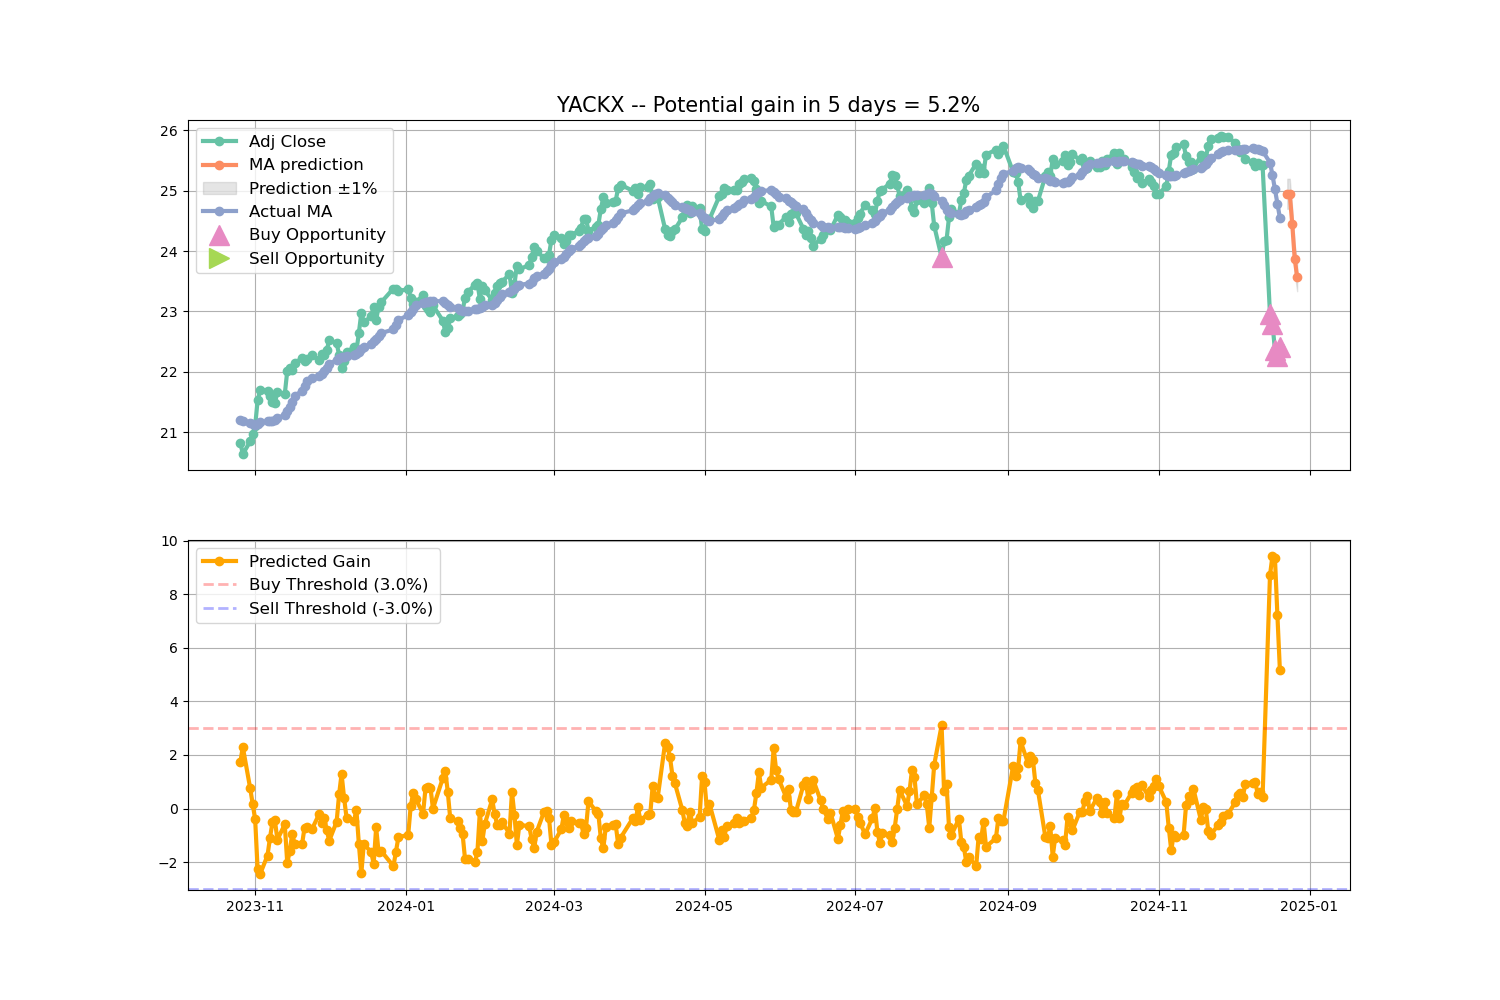 YACKX -- Potential gain in 5 days = 5.2%
26
25
24
23
22
21
Adj Close
MA prediction
Prediction ±1%
Actual MA
Buy Opportunity
Sell Opportunity
10
8
6
4
2
0
−2
Predicted Gain
Buy Threshold (3.0%)
Sell Threshold (-3.0%)
2023-11
2024-01
2024-03
2024-05
2024-07
2024-09
2024-11
2025-01